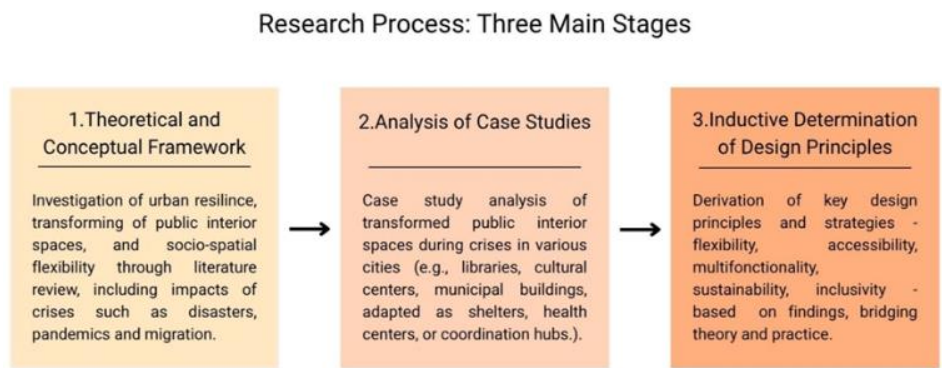 Research Process: Three Main Stages
1.Theoretical and
Conceptual Framework
Investigation of urban resilince,
transforming of public interior
spaces, and socio-spatial
flexibility through literature
review, including impacts of
crises such as disasters,
pandemics and migration.
2.Analysis of Case Studies
Case study analysis of
transformed public interior
spaces during crises in various
cities (e.g., libraries, cultural
centers, municipal buildings,
adapted as shelters, health
centers, or coordination hubs.).
3.Inductive Determination
of Design Principles
Derivation of key design
principles and strategies -
flexibility, accessibility,
multifonctionality,
sustainability, inclusivity -
based on findings, bridging
theory and practice.